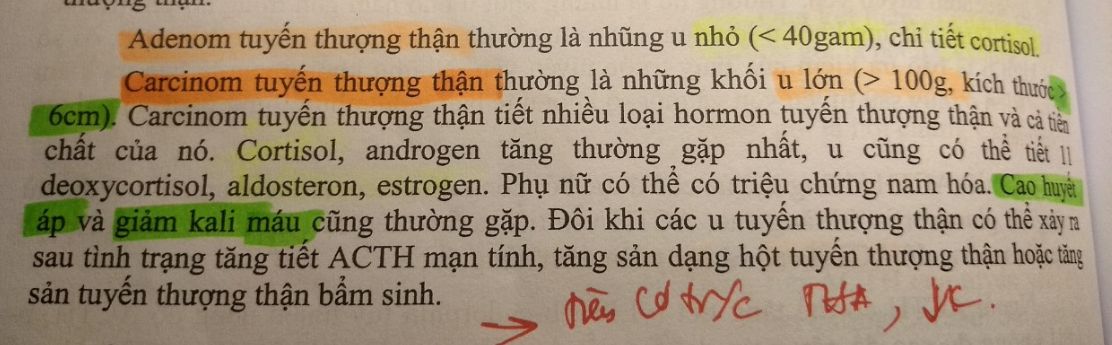 Adenom tuyến thượng thận thường là nhũng u nhỏ (< 40gam), chỉ tiết cortisol.
Carcinom tuyến thượng thận thường là những khối u lớn (> 100g, kích thước >
6cm). Carcinom tuyến thượng thận tiết nhiều loại hormon tuyến thượng thận và cả tiền
chất của nó. Cortisol, androgen tăng thường gặp nhất, u cũng có thể tiết 11
deoxycortisol, aldosteron, estrogen. Phụ nữ có thể có triệu chứng nam hóa. Cao huyết
áp và giảm kali máu cũng thường gặp. Đôi khi các u tuyến thượng thận có thể xảy ra
sau tình trạng tăng tiết ACTH mạn tính, tăng sản dạng hột tuyến thượng thận hoặc tăng
sản tuyến thượng thận bẩm sinh.
→ nên có tr/c